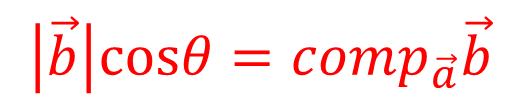 |b⃗|cosθ = comp_a⃗ b⃗